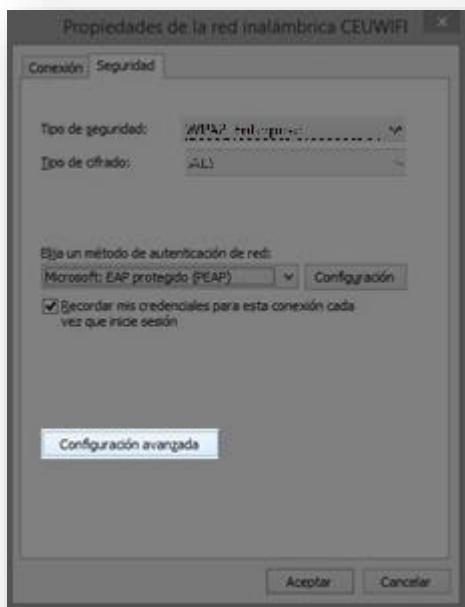 Propiedades de la red inalámbrica CEUWIFI
Conexión Seguridad
Tipo de seguridad: WPA2-Enterprise
Tipo de cifrado: AES
Elija un método de autenticación de red:
Microsoft: EAP protegido (PEAP) Configuración
Recordar mis credenciales para esta conexión cada
vez que inicie sesión
Configuración avanzada
Aceptar Cancelar